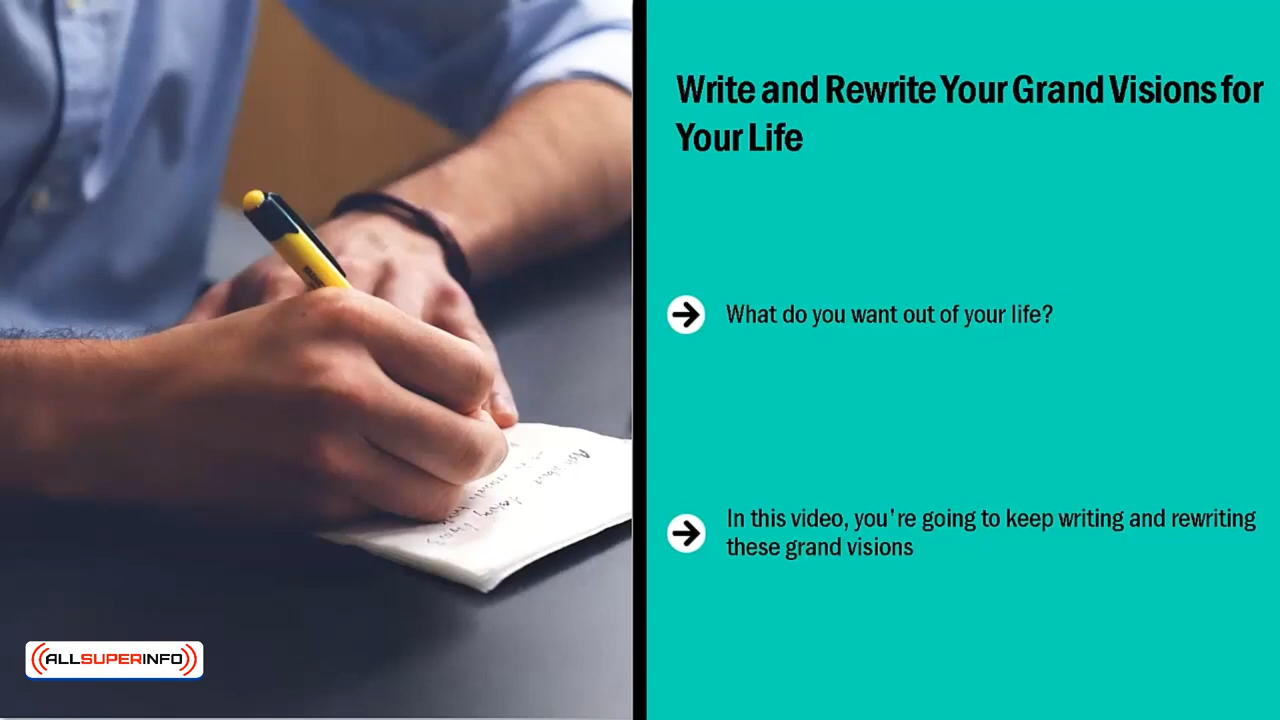 Write and Rewrite Your Grand Visions for
Your Life
What do you want out of your life?
In this video, you're going to keep writing and rewriting
these grand visions
ALLSUPERINFO